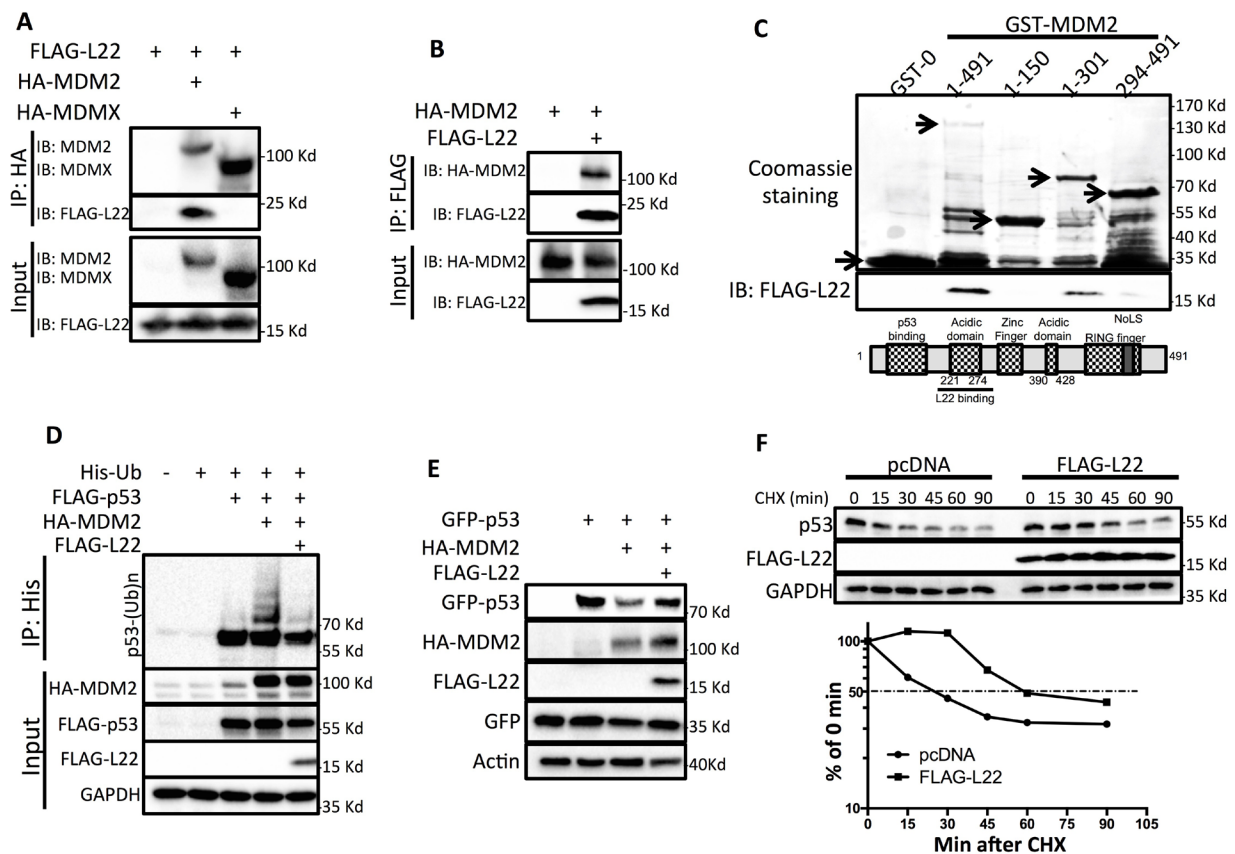 A
FLAG-L22 + + +
HA-MDM2 +
HA-MDMX +
IP: HA
IB: MDM2
IB: MDMX
-100 Kd
-25 Kd
IB: FLAG-L22
Input
IB: MDM2
IB: MDMX
-100 Kd
IB: FLAG-L22
-15 Kd
B
HA-MDM2 + +
FLAG-L22 +
IP: FLAG
IB: HA-MDM2
-100 Kd
-25 Kd
IB: FLAG-L22
Input
IB: HA-MDM2
-100 Kd
IB: FLAG-L22
-15 Kd
C
GST-MDM2
GST-0 1-491 1-150 1-301 294-491
Coomassie
staining
-170 Kd
-130 Kd
-100 Kd
-70 Kd
-55 Kd
-40 Kd
-35 Kd
IB: FLAG-L22
-15 Kd
p53 binding
Acidic domain
Zinc Finger
Acidic domain
NoLS
RING finger
1 491
221 274 390 428
L22 binding
D
His-Ub - + + + +
FLAG-p53 + + +
HA-MDM2 + +
FLAG-L22 +
IP: His
p53-(Ub)n
-70 Kd
-55 Kd
Input
HA-MDM2 -100 Kd
FLAG-p53 -55 Kd
FLAG-L22 -15 Kd
GAPDH -35 Kd
E
GFP-p53 + + +
HA-MDM2 + +
FLAG-L22 +
GFP-p53 -70 Kd
HA-MDM2 -100 Kd
FLAG-L22 -15 Kd
GFP -35 Kd
Actin -40Kd
F
pcDNA FLAG-L22
CHX (min) 0 15 30 45 60 90 0 15 30 45 60 90
p53 -55 Kd
FLAG-L22 -15 Kd
GAPDH -35 Kd
100
50
10
% of 0 min
pcDNA
FLAG-L22
0 15 30 45 60 75 90 105
Min after CHX